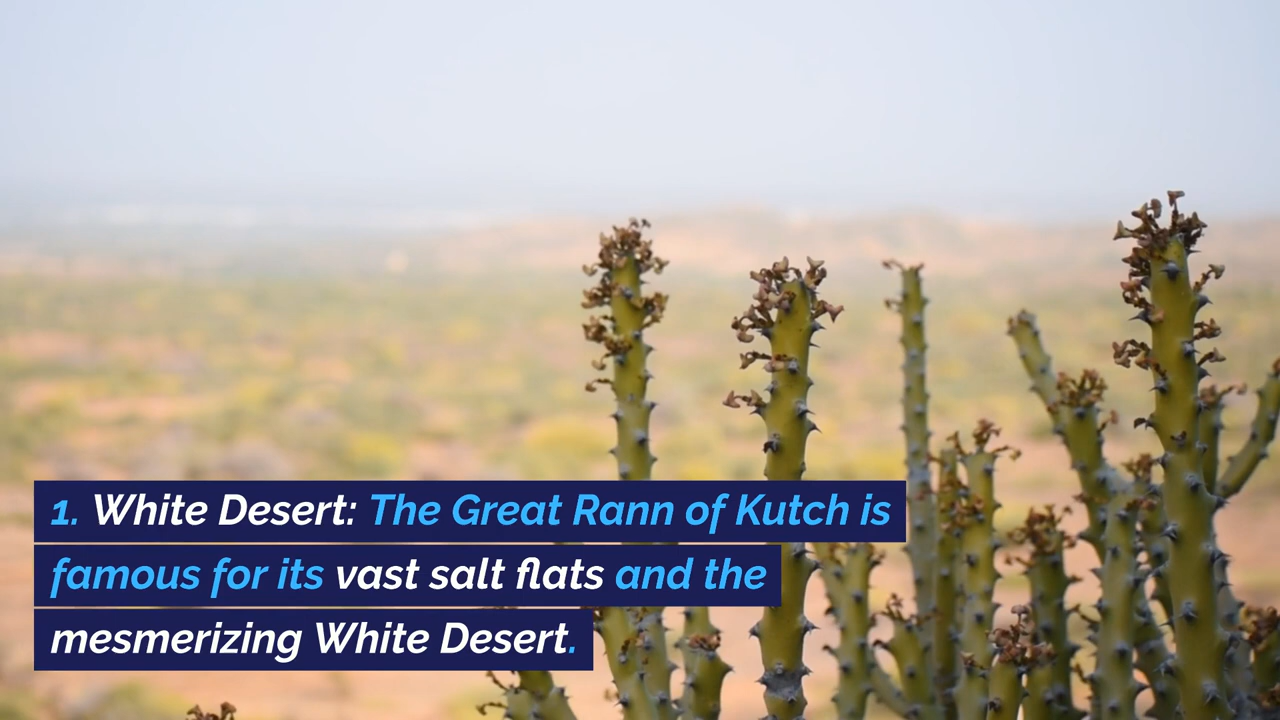 1. White Desert: The Great Rann of Kutch is
famous for its vast salt flats and the
mesmerizing White Desert.